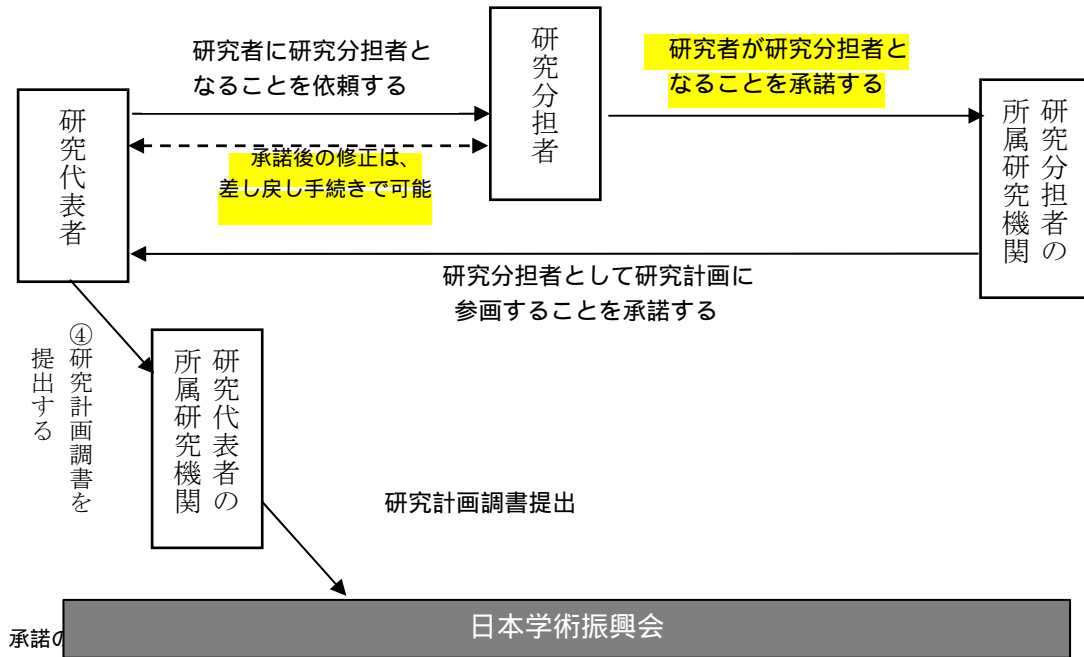 研究者に研究分担者と
なることを依頼する
研究分担者
研究者が研究分担者と
なることを承諾する
研究代表者
承諾後の修正は、
差し戻し手続きで可能
研究分担者の
所属研究機関
研究分担者として研究計画に
参画することを承諾する
④研究計画調書を
提出する
研究代表者の
所属研究機関
研究計画調書提出
日本学術振興会
承諾の